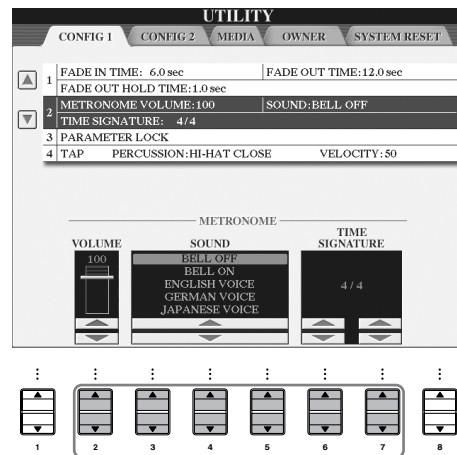 UTILITY
CONFIG 1 CONFIG 2 MEDIA OWNER SYSTEM RESET
1 FADE IN TIME: 6.0 sec FADE OUT TIME:12.0 sec
FADE OUT HOLD TIME:1.0 sec
2 METRONOME VOLUME:100 SOUND:BELL OFF
TIME SIGNATURE: 4/4
3 PARAMETER LOCK
4 TAP PERCUSSION:HI-HAT CLOSE VELOCITY:50
METRONOME
VOLUME SOUND TIME SIGNATURE
100
BELL OFF
BELL ON
ENGLISH VOICE
GERMAN VOICE
JAPANESE VOICE
4/4
1 2 3 4 5 6 7 8